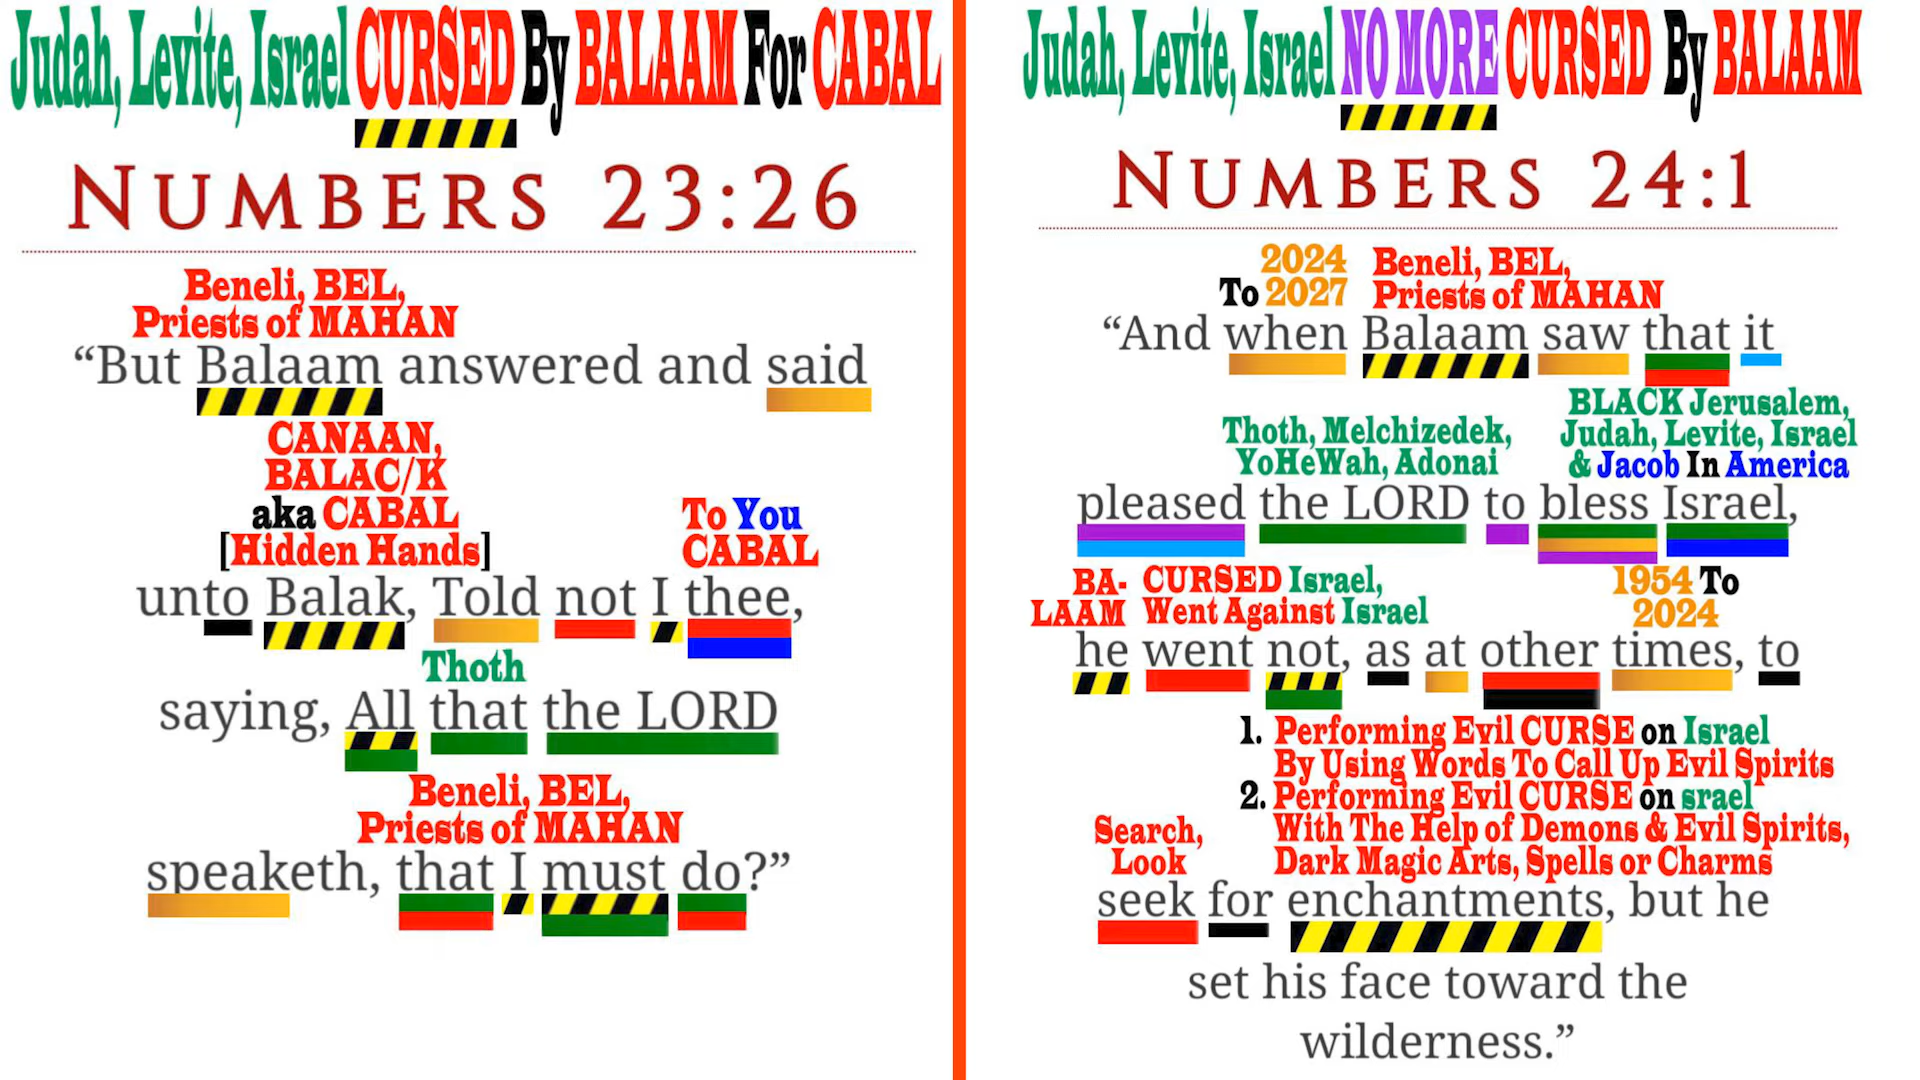 Judah, Levite, Israel CURSED By BALAAM For CABAL
NUMBERS 23:26
Beneli, BEL,
Priests of MAHAN
“But Balaam answered and said
CANAAN,
BALAC/K
aka CABAL
[Hidden Hands]
To You
CABAL
unto Balak, Told not I thee,
Thoth
saying, All that the LORD
Beneli, BEL,
Priests of MAHAN
speaketh, that I must do?”
Judah, Levite, Israel NO MORE CURSED By BALAAM
NUMBERS 24:1
2024
To 2027
Beneli, BEL,
Priests of MAHAN
“And when Balaam saw that it
Thoth, Melchizedek,
YoHeWah, Adonai
BLACK Jerusalem,
Judah, Levite, Israel
& Jacob In America
pleased the LORD to bless Israel,
BA-
LAAM
CURSED Israel,
Went Against Israel
1954 To
2024
he went not, as at other times, to
1. Performing Evil CURSE on Israel
By Using Words To Call Up Evil Spirits
2. Performing Evil CURSE on srael
With The Help of Demons & Evil Spirits,
Dark Magic Arts, Spells or Charms
Search,
Look
seek for enchantments, but he
set his face toward the
wilderness.”